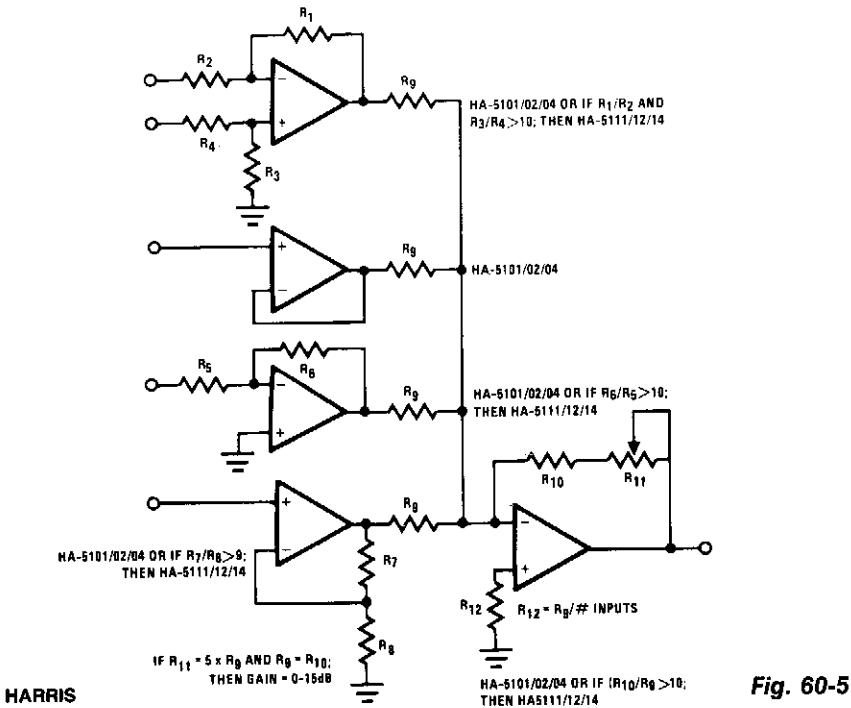 R1
R2
R9
HA-5101/02/04 OR IF R1/R2 AND
R3/R4>10; THEN HA-5111/12/14
R4
R3
R9
HA-5101/02/04
R5
R6
R9
HA-5101/02/04 OR IF R6/R5>10;
THEN HA-5111/12/14
R10
R11
R9
HA-5101/02/04 OR IF R7/R8>9;
THEN HA-5111/12/14
R7
R12
R12 = R9/# INPUTS
R8
IF R11 = 5 x R9 AND R9 = R10;
THEN GAIN = 0-15dB
HARRIS
HA-5101/02/04 OR IF (R10/R9 >10;
THEN HA5111/12/14
Fig. 60-5